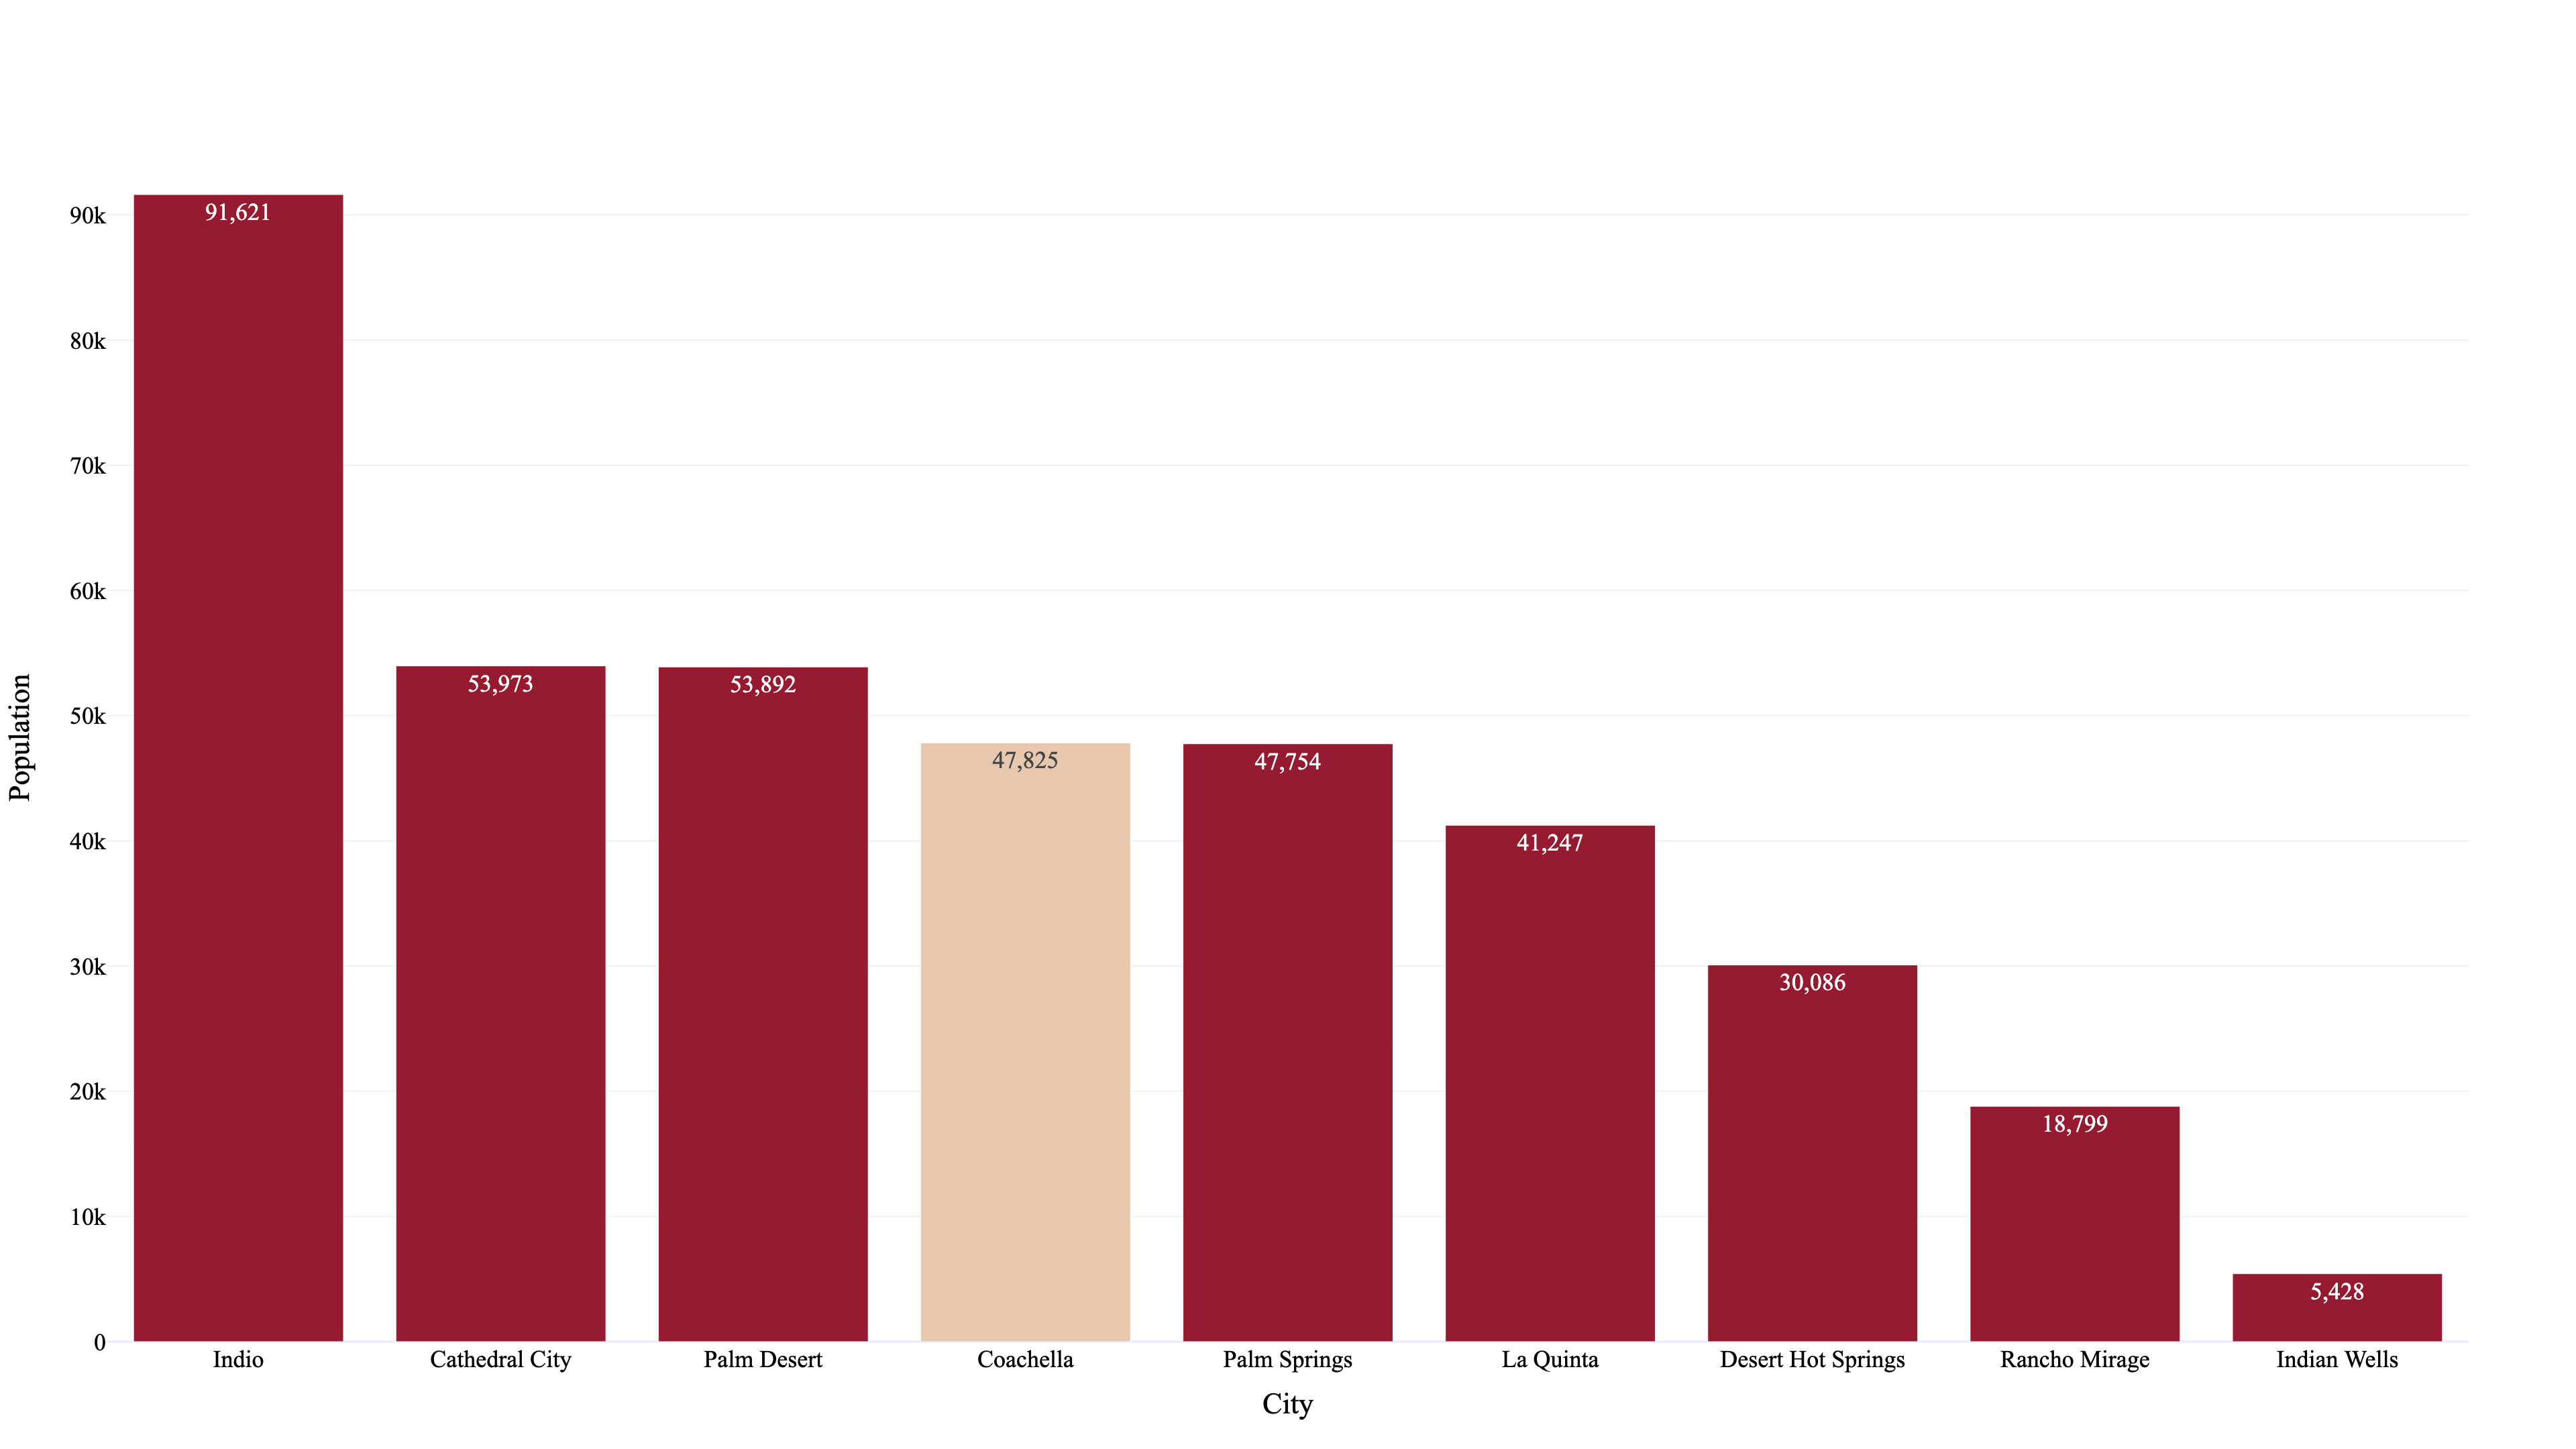 91,621
90k
80k
70k
60k
53,973
53,892
50k
47,825
47,754
41,247
40k
30k
30,086
20k
18,799
10k
5,428
0
Population
Indio
Cathedral City
Palm Desert
Coachella
Palm Springs
La Quinta
Desert Hot Springs
Rancho Mirage
Indian Wells
City